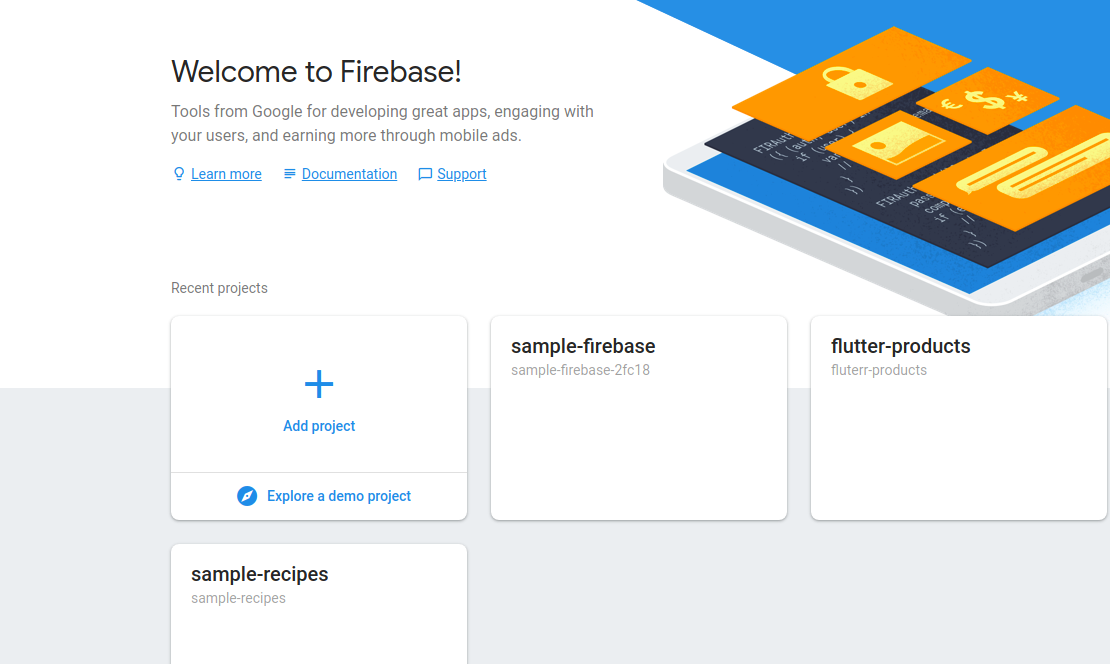 Welcome to Firebase!
Tools from Google for developing great apps, engaging with
your users, and earning more through mobile ads.
Learn more
Documentation
Support
Recent projects
Add project
Explore a demo project
sample-firebase
sample-firebase-2fc18
flutter-products
fluterr-products
sample-recipes
sample-recipes